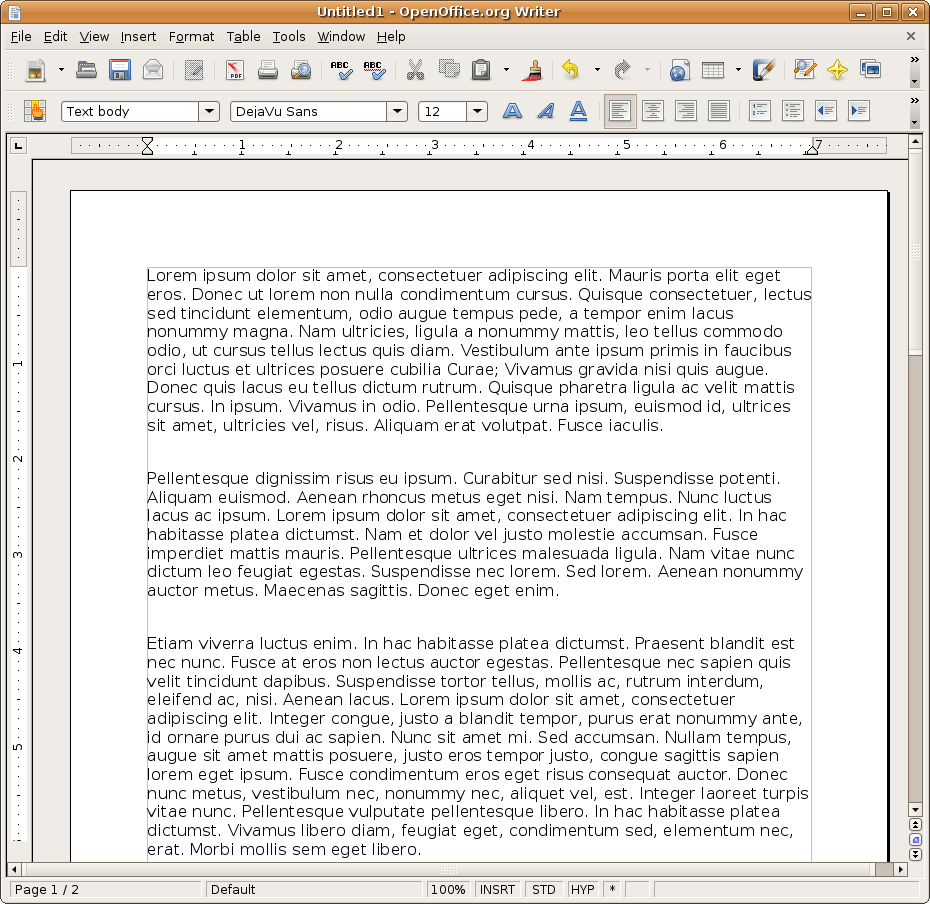 Untitled1 - OpenOffice.org Writer
File Edit View Insert Format Table Tools Window Help
PDF ABC ABC
Text body DejaVu Sans 12
1 2 3 4 5 6 7
Lorem ipsum dolor sit amet, consectetuer adipiscing elit. Mauris porta elit eget
eros. Donec ut lorem non nulla condimentum cursus. Quisque consectetuer, lectus
sed tincidunt elementum, odio augue tempus pede, a tempor enim lacus
nonummy magna. Nam ultricies, ligula a nonummy mattis, leo tellus commodo
odio, ut cursus tellus lectus quis diam. Vestibulum ante ipsum primis in faucibus
1
orci luctus et ultrices posuere cubilia Curae; Vivamus gravida nisi quis augue.
Donec quis lacus eu tellus dictum rutrum. Quisque pharetra ligula ac velit mattis
cursus. In ipsum. Vivamus in odio. Pellentesque urna ipsum, euismod id, ultrices
sit amet, ultricies vel, risus. Aliquam erat volutpat. Fusce iaculis.
2
Pellentesque dignissim risus eu ipsum. Curabitur sed nisi. Suspendisse potenti.
Aliquam euismod. Aenean rhoncus metus eget nisi. Nam tempus. Nunc luctus
lacus ac ipsum. Lorem ipsum dolor sit amet, consectetuer adipiscing elit. In hac
habitasse platea dictumst. Nam et dolor vel justo molestie accumsan. Fusce
3
imperdiet mattis mauris. Pellentesque ultrices malesuada ligula. Nam vitae nunc
dictum leo feugiat egestas. Suspendisse nec lorem. Sed lorem. Aenean nonummy
auctor metus. Maecenas sagittis. Donec eget enim.
Etiam viverra luctus enim. In hac habitasse platea dictumst. Praesent blandit est
4
nec nunc. Fusce at eros non lectus auctor egestas. Pellentesque nec sapien quis
velit tincidunt dapibus. Suspendisse tortor tellus, mollis ac, rutrum interdum,
eleifend ac, nisi. Aenean lacus. Lorem ipsum dolor sit amet, consectetuer
adipiscing elit. Integer congue, justo a blandit tempor, purus erat nonummy ante,
id ornare purus dui ac sapien. Nunc sit amet mi. Sed accumsan. Nullam tempus,
5
augue sit amet mattis posuere, justo eros tempor justo, congue sagittis sapien
lorem eget ipsum. Fusce condimentum eros eget risus consequat auctor. Donec
nunc metus, vestibulum nec, nonummy nec, aliquet vel, est. Integer laoreet turpis
vitae nunc. Pellentesque vulputate pellentesque libero. In hac habitasse platea
dictumst. Vivamus libero diam, feugiat eget, condimentum sed, elementum nec,
erat. Morbi mollis sem eget libero.
Page 1 / 2 Default 100% INSRT STD HYP *